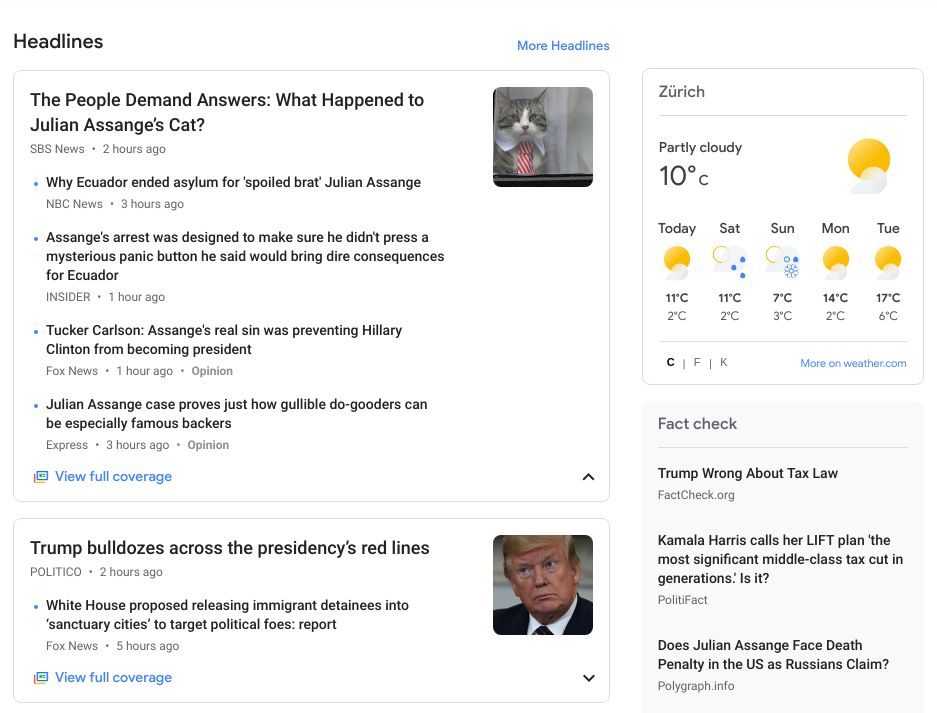 Headlines
More Headlines
The People Demand Answers: What Happened to
Julian Assange’s Cat?
SBS News • 2 hours ago
Why Ecuador ended asylum for 'spoiled brat' Julian Assange
NBC News • 3 hours ago
Assange's arrest was designed to make sure he didn't press a
mysterious panic button he said would bring dire consequences
for Ecuador
INSIDER • 1 hour ago
Tucker Carlson: Assange's real sin was preventing Hillary
Clinton from becoming president
Fox News • 1 hour ago • Opinion
Julian Assange case proves just how gullible do-gooders can
be especially famous backers
Express • 3 hours ago • Opinion
View full coverage
Trump bulldozes across the presidency’s red lines
POLITICO • 2 hours ago
White House proposed releasing immigrant detainees into
‘sanctuary cities’ to target political foes: report
Fox News • 5 hours ago
View full coverage
Zürich
Partly cloudy
10° C
Today Sat Sun Mon Tue
11°C 11°C 7°C 14°C 17°C
2°C 2°C 3°C 2°C 6°C
C | F | K
More on weather.com
Fact check
Trump Wrong About Tax Law
FactCheck.org
Kamala Harris calls her LIFT plan 'the
most significant middle-class tax cut in
generations.' Is it?
PolitiFact
Does Julian Assange Face Death
Penalty in the US as Russians Claim?
Polygraph.info